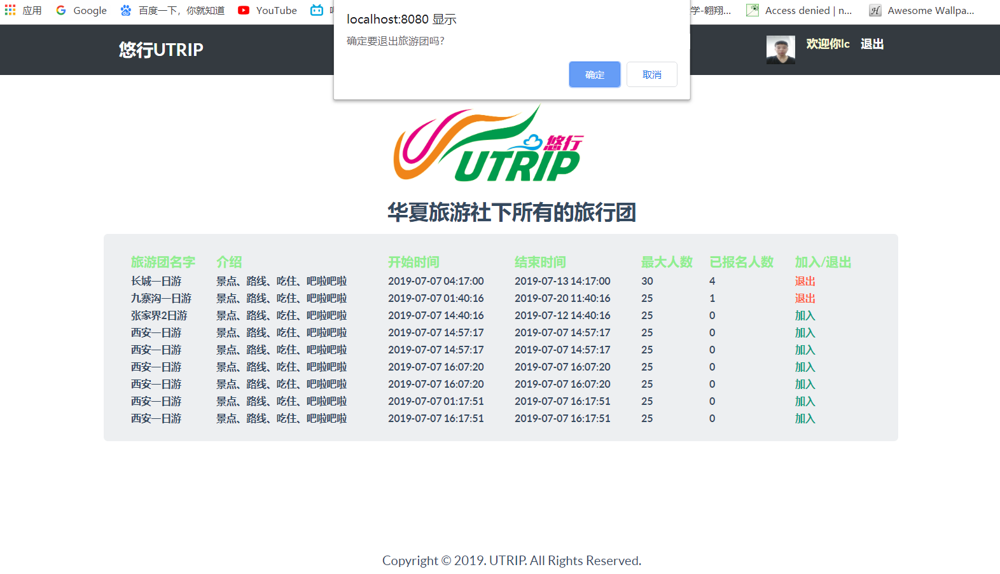 应用 Google 百度一下，你就知道 YouTube
学-翱翔... Access denied | n... Awesome Wallpa...
localhost:8080 显示
确定要退出旅游团吗?
确定 取消
悠行UTRIP 欢迎你lc 退出
悠行
UTRIP
华夏旅游社下所有的旅行团
旅游团名字 介绍 开始时间 结束时间 最大人数 已报名人数 加入/退出
长城一日游 景点、路线、吃住、吧啦吧啦 2019-07-07 04:17:00 2019-07-13 14:17:00 30 4 退出
九寨沟一日游 景点、路线、吃住、吧啦吧啦 2019-07-07 01:40:16 2019-07-20 11:40:16 25 1 退出
张家界2日游 景点、路线、吃住、吧啦吧啦 2019-07-07 14:40:16 2019-07-12 14:40:16 25 0 加入
西安一日游 景点、路线、吃住、吧啦吧啦 2019-07-07 14:57:17 2019-07-07 14:57:17 25 0 加入
西安一日游 景点、路线、吃住、吧啦吧啦 2019-07-07 14:57:17 2019-07-07 14:57:17 25 0 加入
西安一日游 景点、路线、吃住、吧啦吧啦 2019-07-07 16:07:20 2019-07-07 16:07:20 25 0 加入
西安一日游 景点、路线、吃住、吧啦吧啦 2019-07-07 16:07:20 2019-07-07 16:07:20 25 0 加入
西安一日游 景点、路线、吃住、吧啦吧啦 2019-07-07 01:17:51 2019-07-07 16:17:51 25 0 加入
西安一日游 景点、路线、吃住、吧啦吧啦 2019-07-07 16:17:51 2019-07-07 16:17:51 25 0 加入
Copyright © 2019. UTRIP. All Rights Reserved.